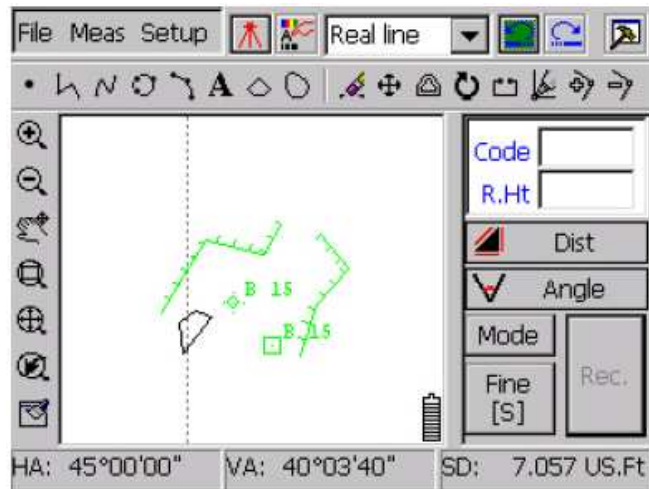 File Meas Setup Real line
A
Code
R.Ht
Dist
Angle
Mode
Fine
[S]
Rec.
B 15
B 15
HA: 45°00'00" VA: 40°03'40" SD: 7.057 US.Ft